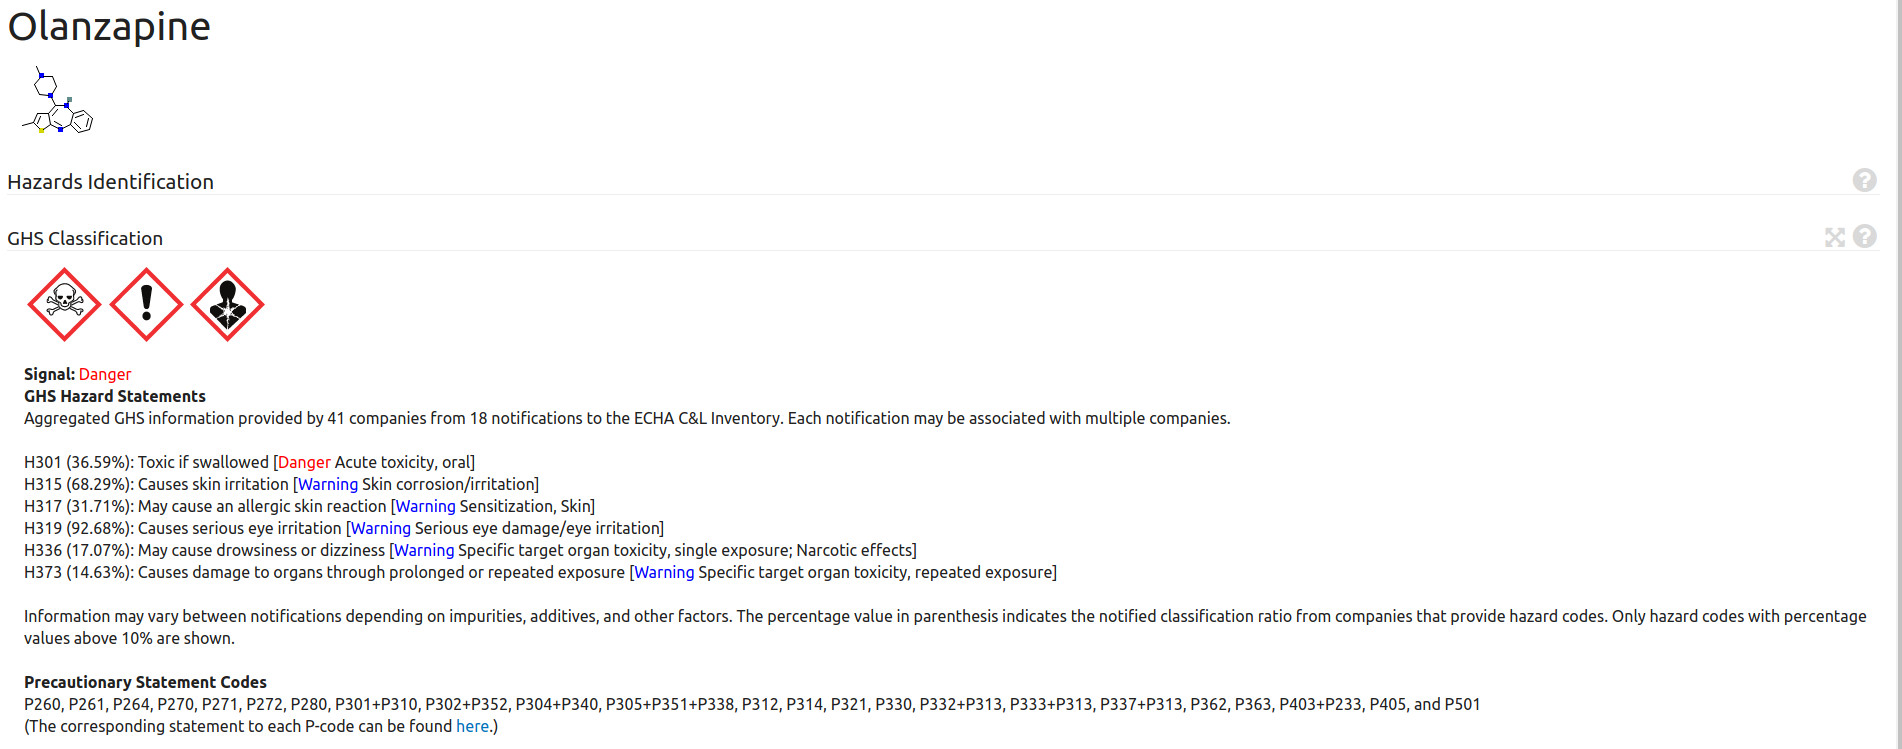 Olanzapine
Hazards Identification
GHS Classification
Signal: Danger
GHS Hazard Statements
Aggregated GHS information provided by 41 companies from 18 notifications to the ECHA C&L Inventory. Each notification may be associated with multiple companies.
H301 (36.59%): Toxic if swallowed [Danger Acute toxicity, oral]
H315 (68.29%): Causes skin irritation [Warning Skin corrosion/irritation]
H317 (31.71%): May cause an allergic skin reaction [Warning Sensitization, Skin]
H319 (92.68%): Causes serious eye irritation [Warning Serious eye damage/eye irritation]
H336 (17.07%): May cause drowsiness or dizziness [Warning Specific target organ toxicity, single exposure; Narcotic effects]
H373 (14.63%): Causes damage to organs through prolonged or repeated exposure [Warning Specific target organ toxicity, repeated exposure]
Information may vary between notifications depending on impurities, additives, and other factors. The percentage value in parenthesis indicates the notified classification ratio from companies that provide hazard codes. Only hazard codes with percentage
values above 10% are shown.
Precautionary Statement Codes
P260, P261, P264, P270, P271, P272, P280, P301+P310, P302+P352, P304+P340, P305+P351+P338, P312, P314, P321, P330, P332+P313, P333+P313, P337+P313, P362, P363, P403+P233, P405, and P501
(The corresponding statement to each P-code can be found here.)